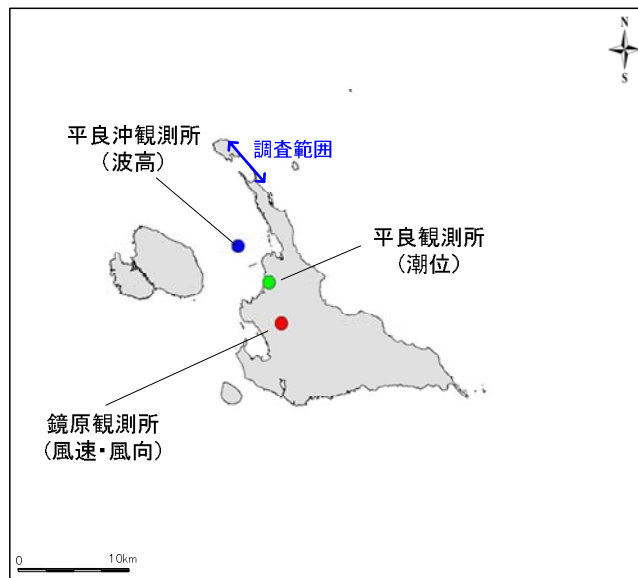 N
S
平良沖観測所
（波高）
調査範囲
平良観測所
（潮位）
鏡原観測所
（風速・風向）
0 10km